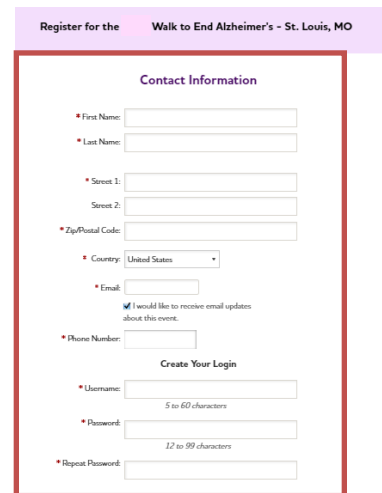 Register for the Walk to End Alzheimer's - St. Louis, MO
Contact Information
* First Name:
* Last Name:
* Street 1:
Street 2:
* Zip/Postal Code:
* Country: United States
* Email:
I would like to receive email updates
about this event.
* Phone Number:
Create Your Login
* Username:
5 to 60 characters
* Password:
12 to 99 characters
* Repeat Password: